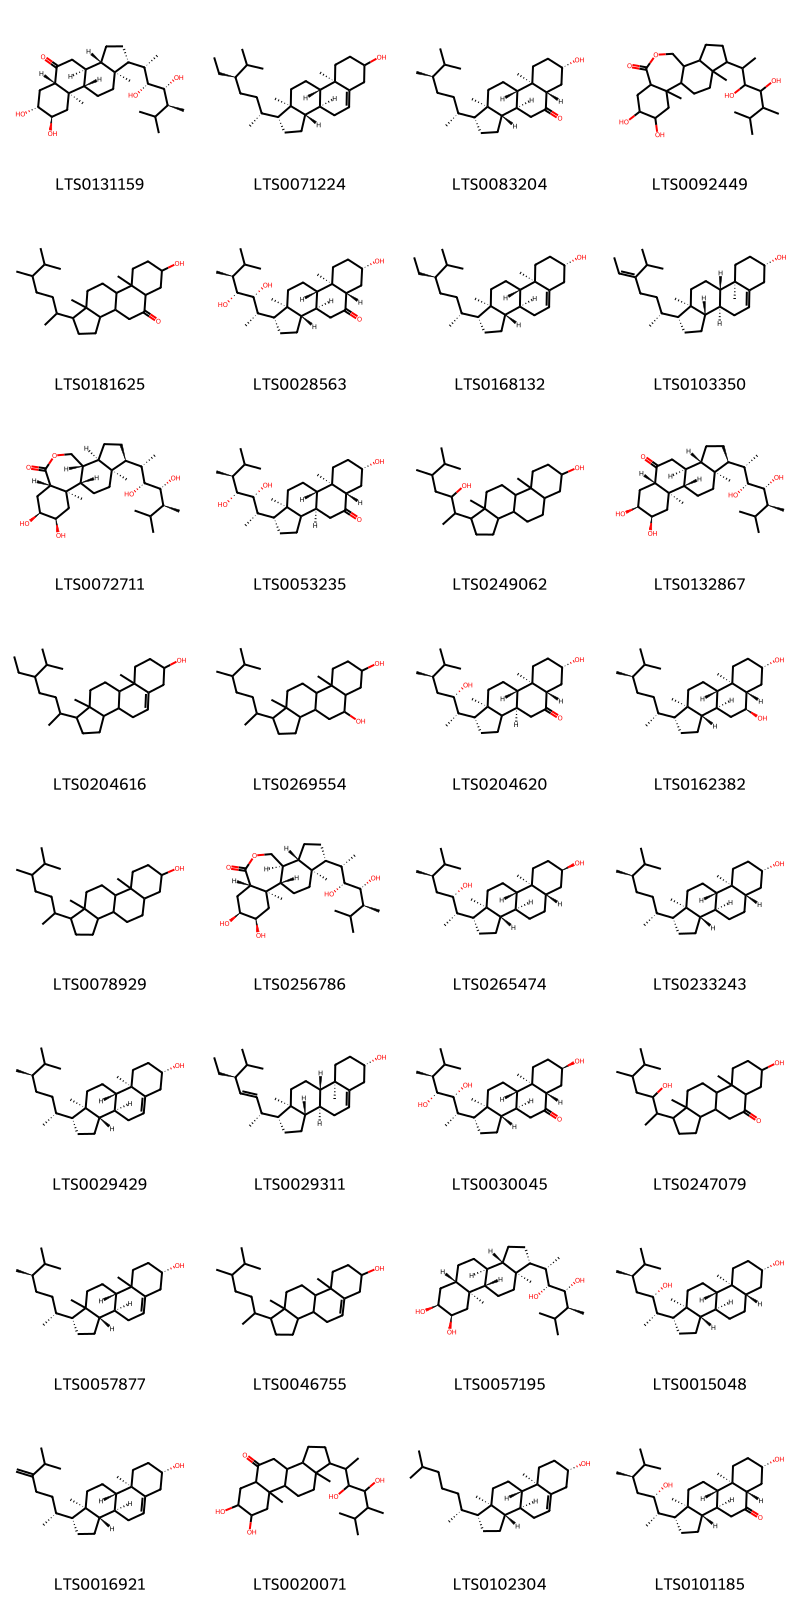 LTS0131159 LTS0071224 LTS0083204 LTS0092449
LTS0181625 LTS0028563 LTS0168132 LTS0103350
LTS0072711 LTS0053235 LTS0249062 LTS0132867
LTS0204616 LTS0269554 LTS0204620 LTS0162382
LTS0078929 LTS0256786 LTS0265474 LTS0233243
LTS0029429 LTS0029311 LTS0030045 LTS0247079
LTS0057877 LTS0046755 LTS0057195 LTS0015048
LTS0016921 LTS0020071 LTS0102304 LTS0101185